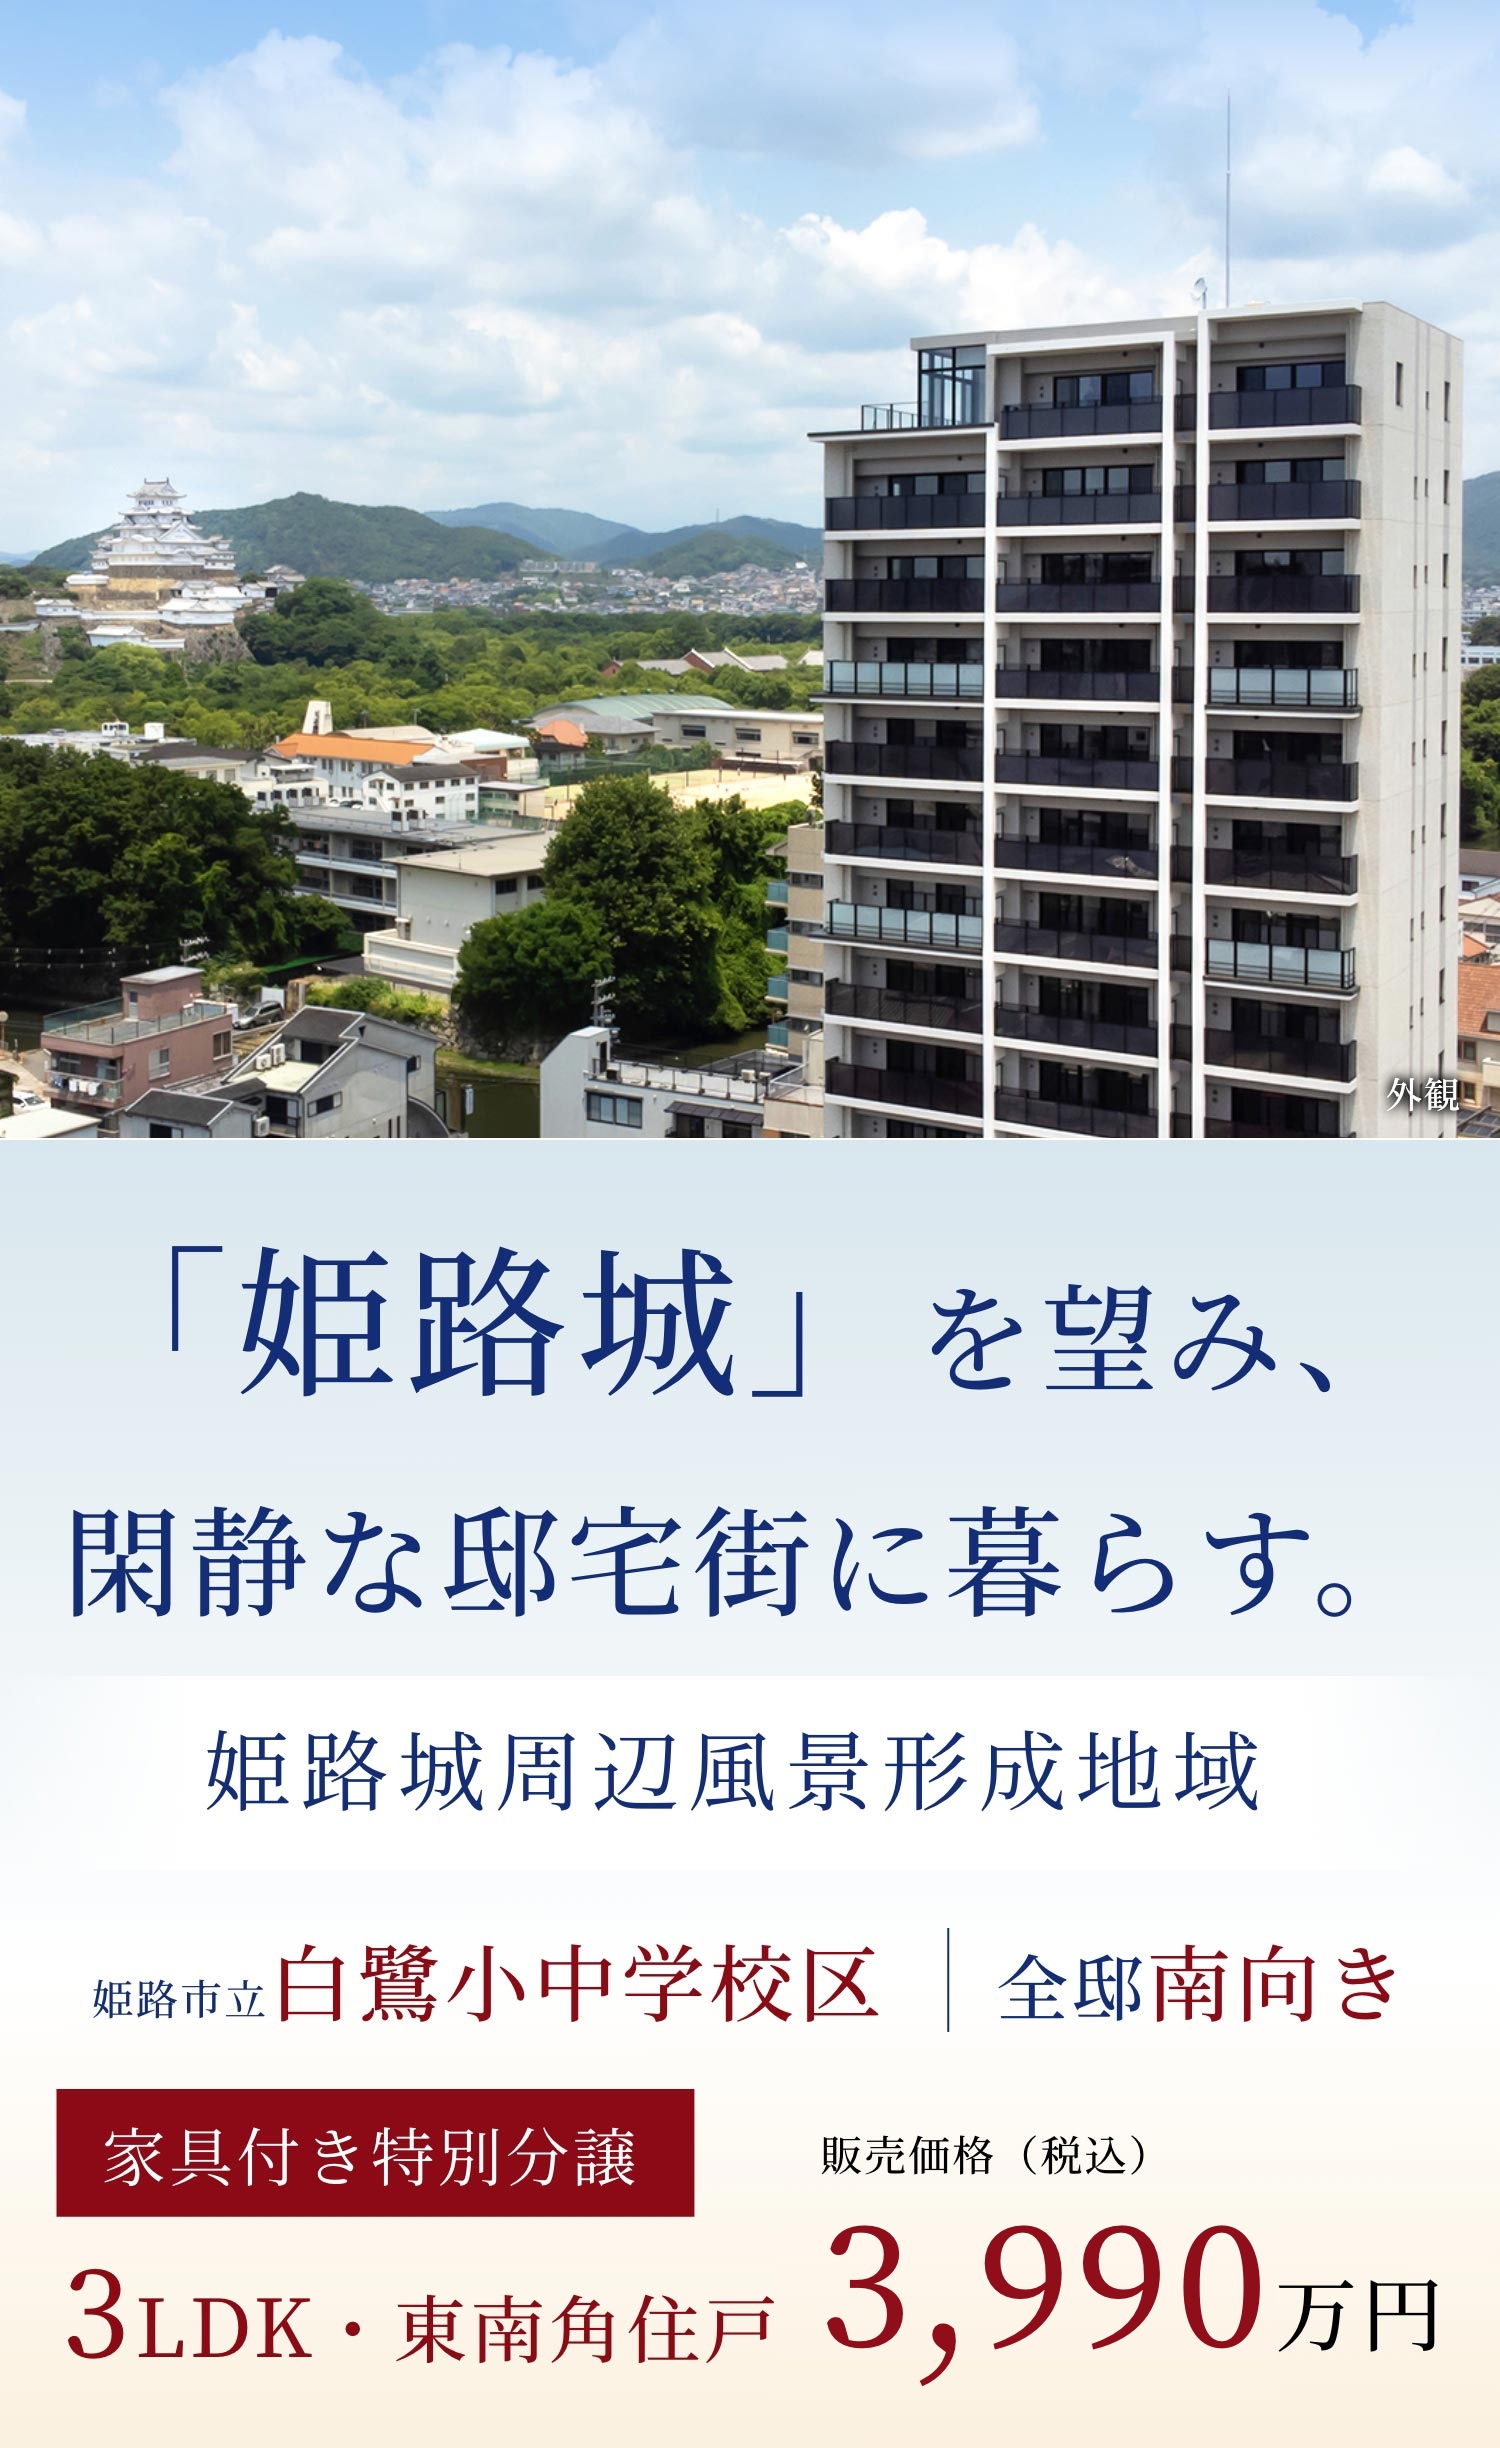 外観
「姫路城」を望み、
閑静な邸宅街に暮らす。
姫路城周辺風景形成地域
姫路市立白鷺小中学校区｜全邸南向き
家具付き特別分譲
販売価格（税込）
3LDK・東南角住戸 3,990万円